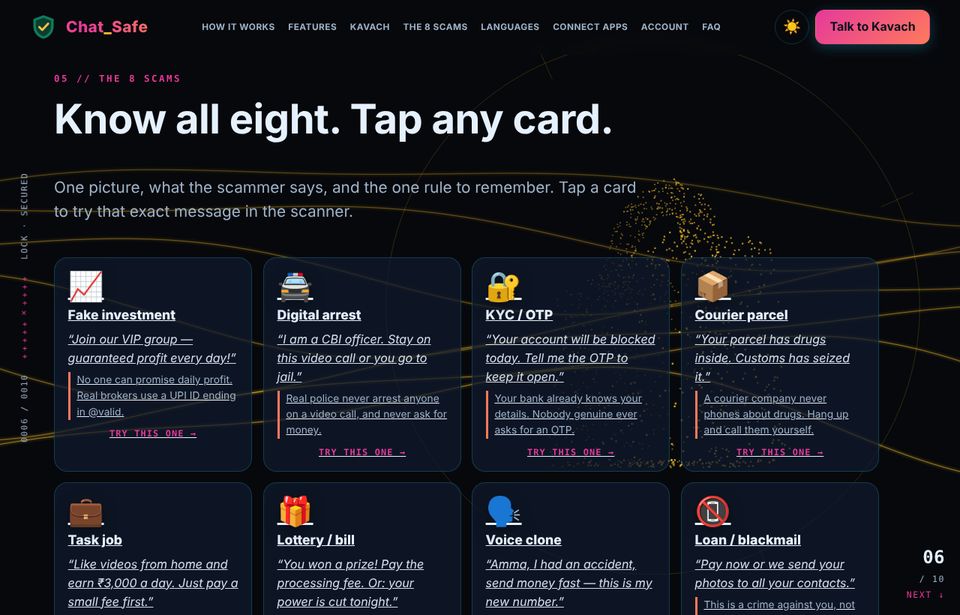 Chat_Safe
HOW IT WORKS FEATURES KAVACH THE 8 SCAMS LANGUAGES CONNECT APPS ACCOUNT FAQ
Talk to Kavach
05 // THE 8 SCAMS
Know all eight. Tap any card.
One picture, what the scammer says, and the one rule to remember. Tap a card
to try that exact message in the scanner.
LOCK · SECURED
0006 / 0010
Fake investment
“Join our VIP group —
guaranteed profit every day!”
No one can promise daily profit.
Real brokers use a UPI ID ending
in @valid.
TRY THIS ONE →
Digital arrest
“I am a CBI officer. Stay on
this video call or you go to
jail.”
Real police never arrest anyone
on a video call, and never ask for
money.
TRY THIS ONE →
KYC / OTP
“Your account will be blocked
today. Tell me the OTP to
keep it open.”
Your bank already knows your
details. Nobody genuine ever
asks for an OTP.
TRY THIS ONE →
Courier parcel
“Your parcel has drugs
inside. Customs has seized
it.”
A courier company never
phones about drugs. Hang up
and call them yourself.
TRY THIS ONE →
Task job
“Like videos from home and
earn ₹3,000 a day. Just pay a
small fee first.”
Lottery / bill
“You won a prize! Pay the
processing fee. Or: your
power is cut tonight.”
Voice clone
“Amma, I had an accident,
send money fast — this is my
new number.”
Loan / blackmail
“Pay now or we send your
photos to all your contacts.”
This is a crime against you, not
06
/ 10
NEXT ↓